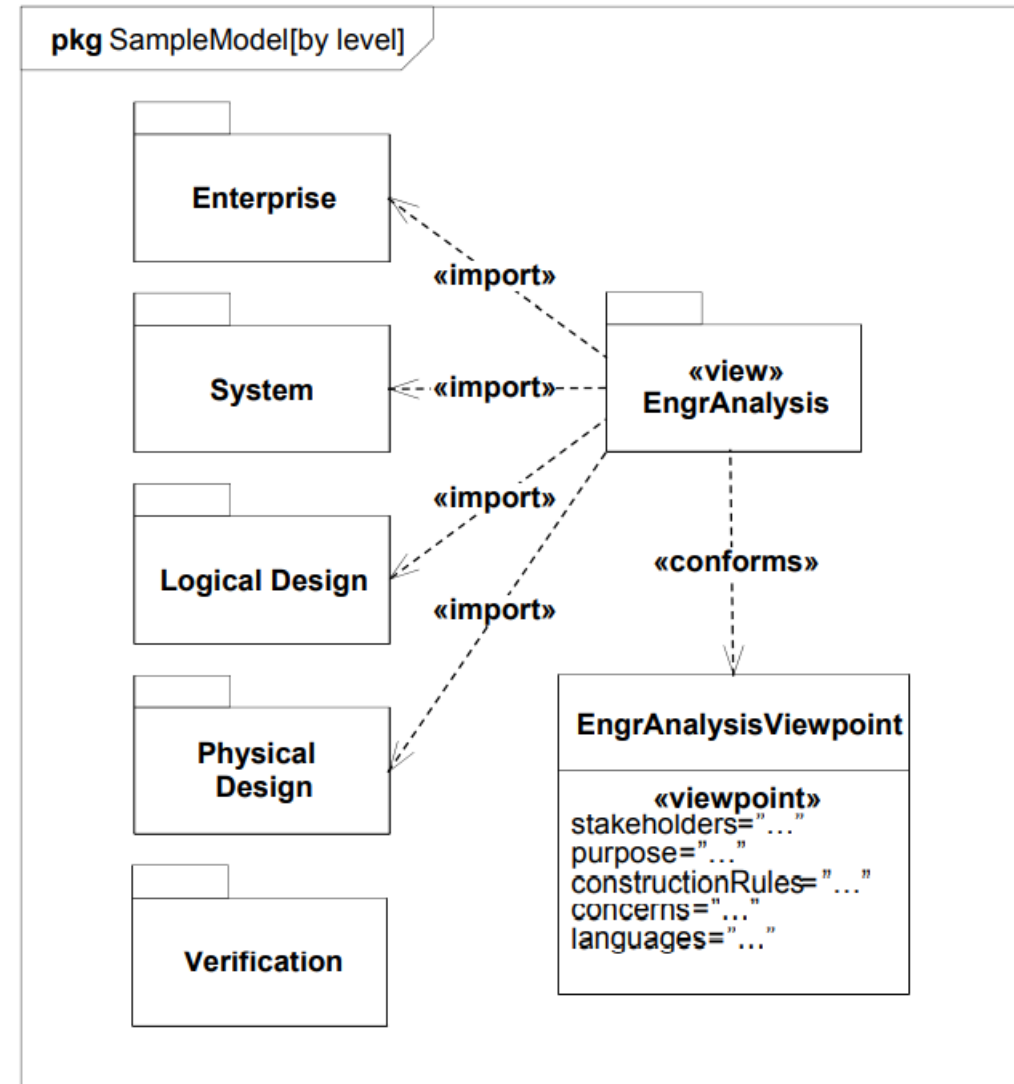 pkg SampleModel[by level]
Enterprise
«import»
System
«import»
«view»
EngrAnalysis
«import»
Logical Design
«conforms»
«import»
Physical
Design
EngrAnalysisViewpoint
«viewpoint»
stakeholders=”…”
purpose=”…”
constructionRules=”…”
concerns=”…”
languages=”…”
Verification